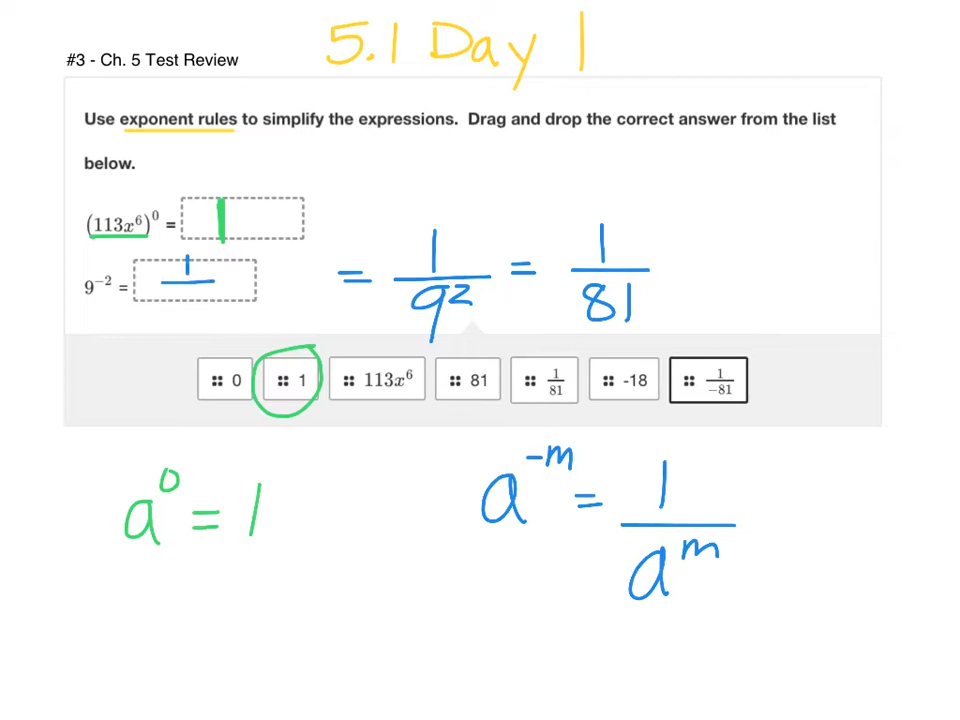 5.1 Day 1
#3 - Ch. 5 Test Review
Use exponent rules to simplify the expressions. Drag and drop the correct answer from the list
below.
(113x⁶)⁰ = 1
9⁻² = 1/ = 1/9² = 1/81
0 1 113x⁶ 81 1/81 -18 1/-81
a⁰ = 1 a⁻ᵐ = 1/aᵐ